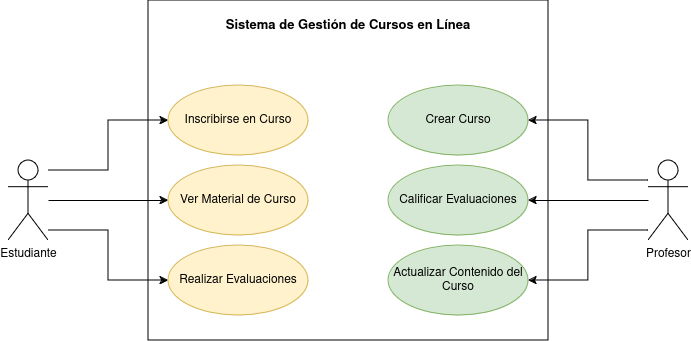 Sistema de Gestión de Cursos en Línea
Inscribirse en Curso
Crear Curso
Ver Material de Curso
Calificar Evaluaciones
Estudiante
Profesor
Realizar Evaluaciones
Actualizar Contenido del
Curso